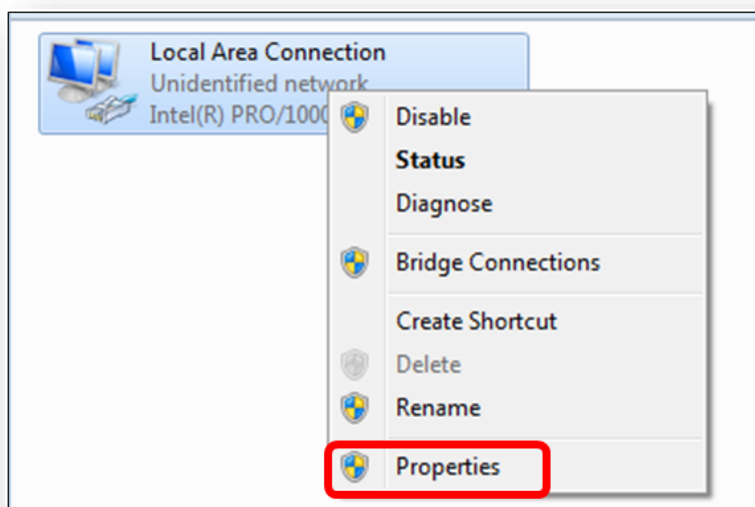 Local Area Connection
Unidentified network
Intel(R) PRO/1000
Disable
Status
Diagnose
Bridge Connections
Create Shortcut
Delete
Rename
Properties